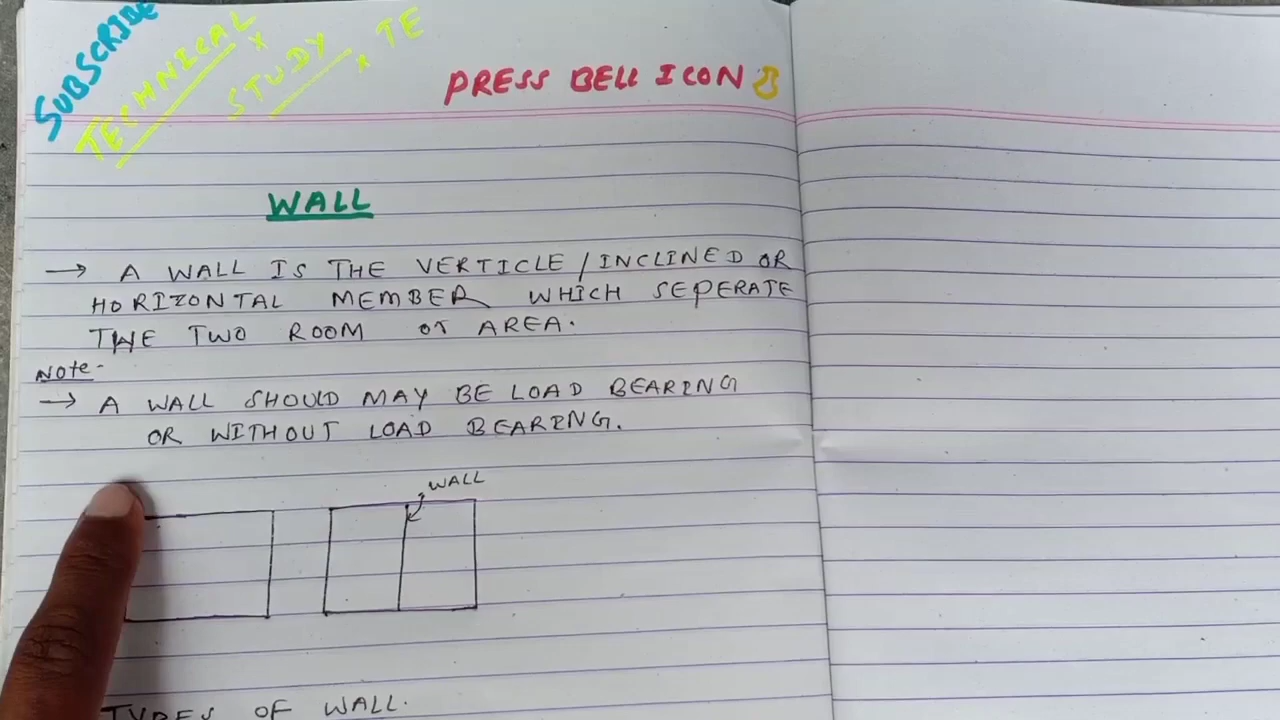 SUBSCRIBE
TECHNICAL
STUDY
TE
PRESS BELL ICON
WALL
→ A WALL IS THE VERTICLE / INCLINED OR
HORIZONTAL MEMBER WHICH SEPERATE
THE TWO ROOM OT AREA.
Note-
→ A WALL SHOULD MAY BE LOAD BEARING
OR WITHOUT LOAD BEARING.
WALL
TYPES OF WALL.